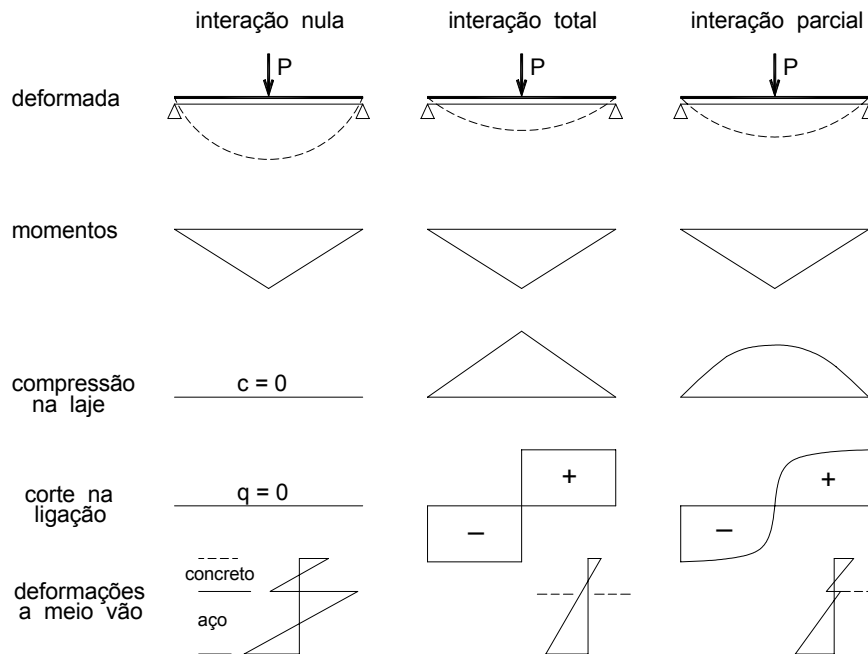 interação nula
interação total
interação parcial
deformada
P
P
P
momentos
compressão
na laje
c = 0
corte na
ligação
q = 0
–
+
–
+
deformações
a meio vão
concreto
aço